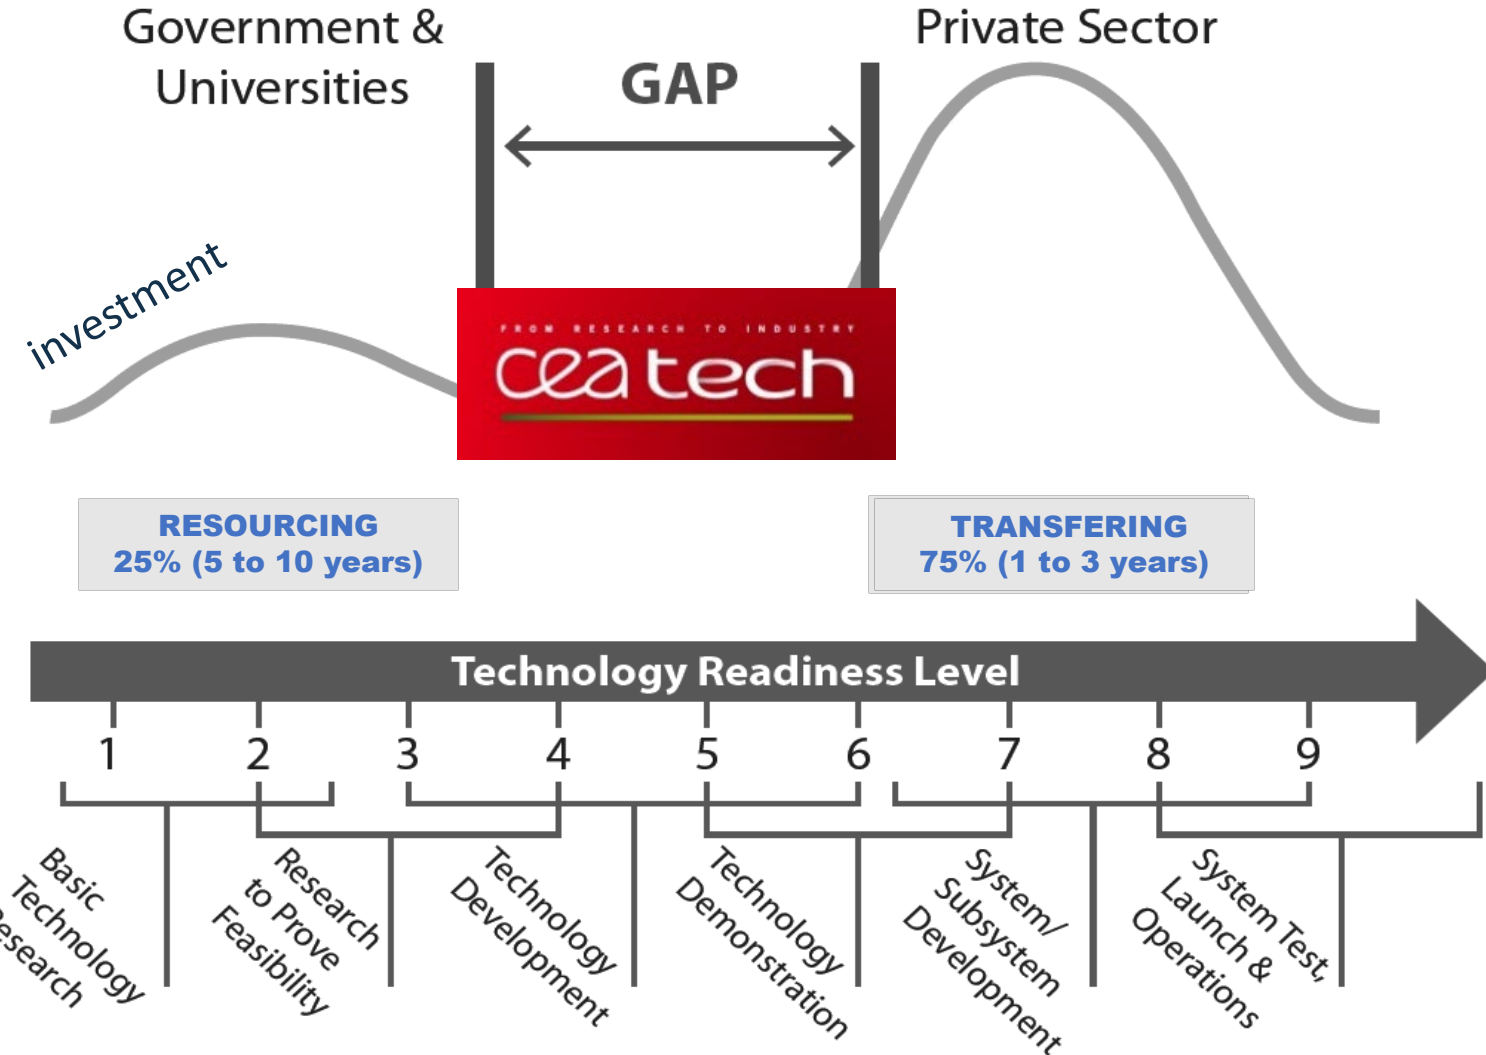 Government &
Universities
GAP
Private Sector
investment
FROM RESEARCH TO INDUSTRY
cea tech
RESOURCING
25% (5 to 10 years)
TRANSFERING
75% (1 to 3 years)
Technology Readiness Level
1 2 3 4 5 6 7 8 9
Basic
Technology
esearch
Research
to Prove
Feasibility
Technology
Development
Technology
Demonstration
System/
Subsystem
Development
System Test,
Launch &
Operations